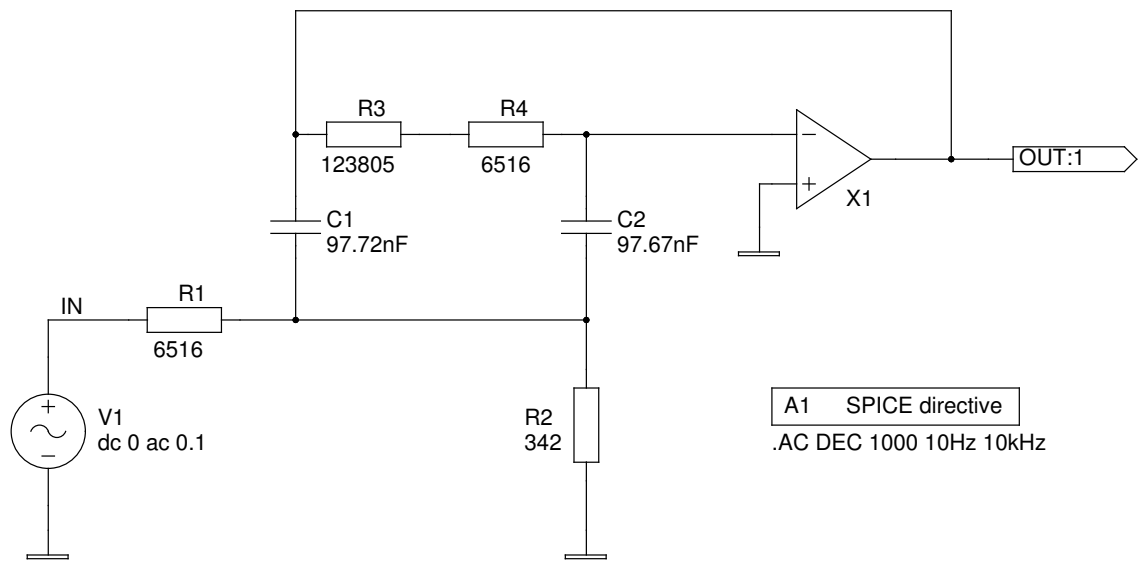 R3
R4
123805
6516
X1
OUT:1
C1
97.72nF
C2
97.67nF
IN
R1
6516
V1
dc 0 ac 0.1
R2
342
A1 SPICE directive
.AC DEC 1000 10Hz 10kHz